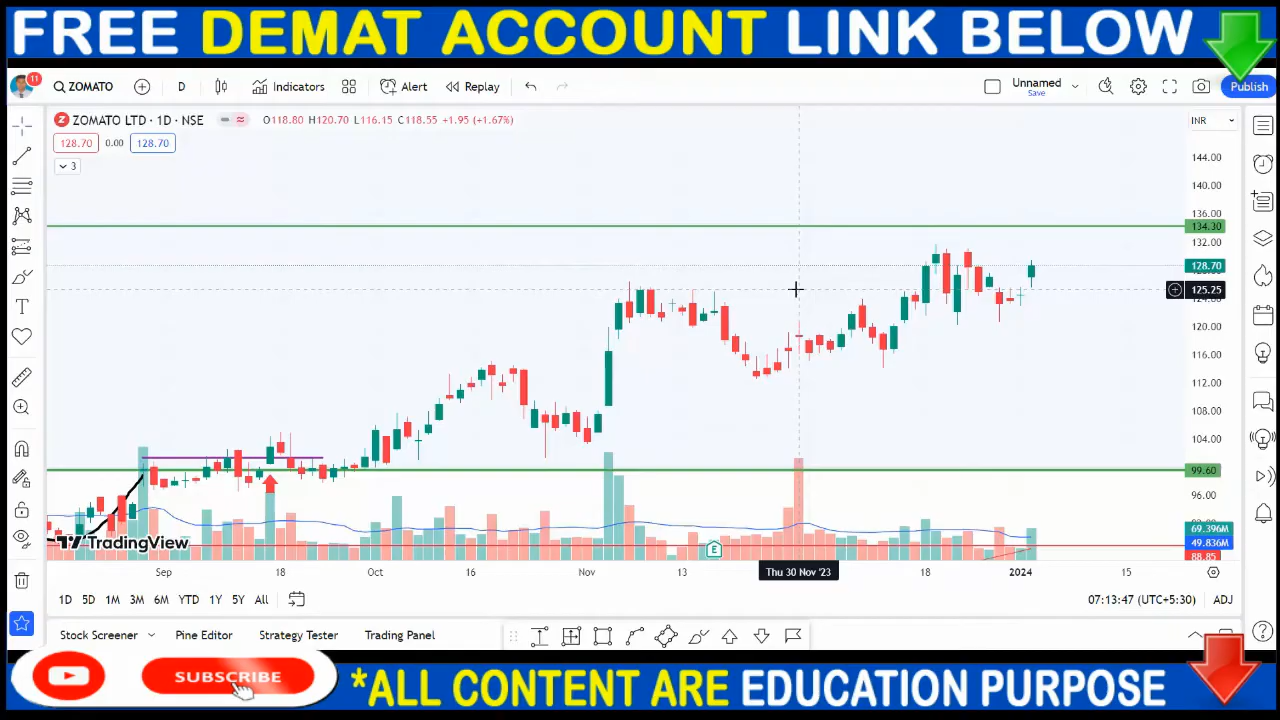 FREE DEMAT ACCOUNT LINK BELOW
11 ZOMATO D Indicators Alert Replay Unnamed Save Publish
Z ZOMATO LTD · 1D · NSE O118.80 H120.70 L116.15 C118.55 +1.95 (+1.67%) INR
128.70 0.00 128.70
3
144.00
140.00
136.00
134.30
132.00
128.70
125.25
120.00
116.00
112.00
108.00
104.00
99.60
96.00
69.396M
TradingView
49.836M
E
88.85
Sep 18 Oct 16 Nov 13 Thu 30 Nov '23 18 2024 15
1D 5D 1M 3M 6M YTD 1Y 5Y All 07:13:47 (UTC+5:30) ADJ
Stock Screener Pine Editor Strategy Tester Trading Panel
SUBSCRIBE
*ALL CONTENT ARE EDUCATION PURPOSE